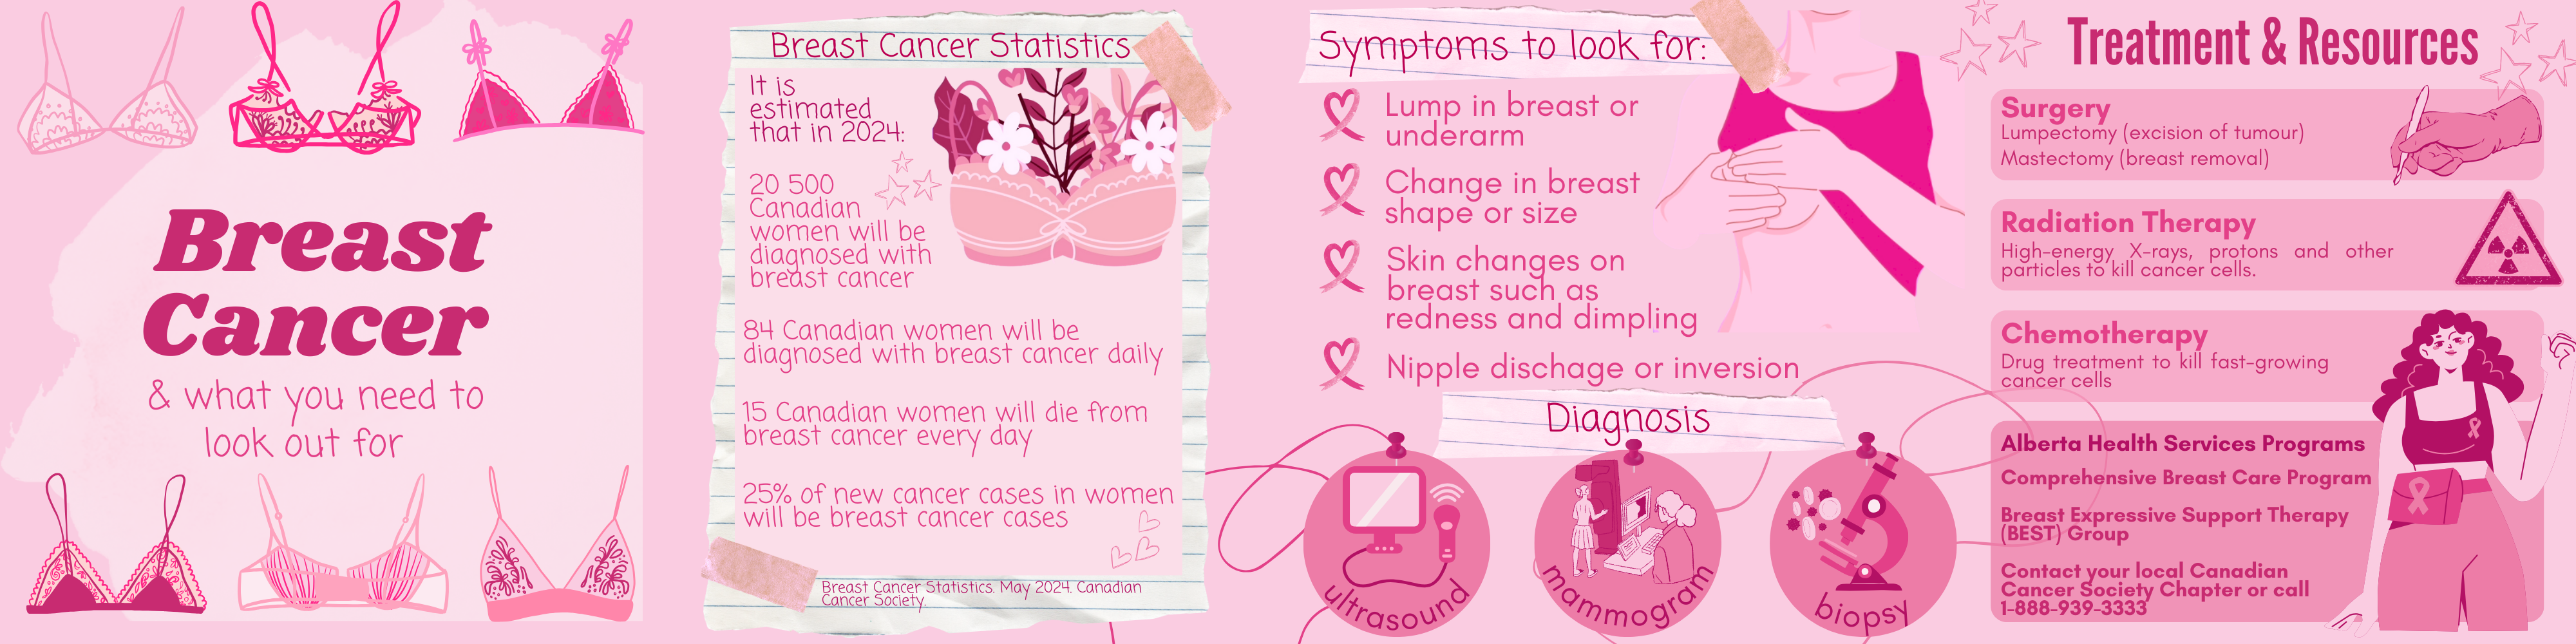 Breast
Cancer
& what you need to
look out for
Breast Cancer Statistics
It is
estimated
that in 2024:
20 500
Canadian
women will be
diagnosed with
breast cancer
84 Canadian women will be
diagnosed with breast cancer daily
15 Canadian women will die from
breast cancer every day
25% of new cancer cases in women
will be breast cancer cases
Breast Cancer Statistics. May 2024. Canadian
Cancer Society.
Symptoms to look for:
Lump in breast or
underarm
Change in breast
shape or size
Skin changes on
breast such as
redness and dimpling
Nipple dischage or inversion
Diagnosis
ultrasound
mammogram
biopsy
Treatment & Resources
Surgery
Lumpectomy (excision of tumour)
Mastectomy (breast removal)
Radiation Therapy
High-energy X-rays, protons and other
particles to kill cancer cells.
Chemotherapy
Drug treatment to kill fast-growing
cancer cells
Alberta Health Services Programs
Comprehensive Breast Care Program
Breast Expressive Support Therapy
(BEST) Group
Contact your local Canadian
Cancer Society Chapter or call
1-888-939-3333